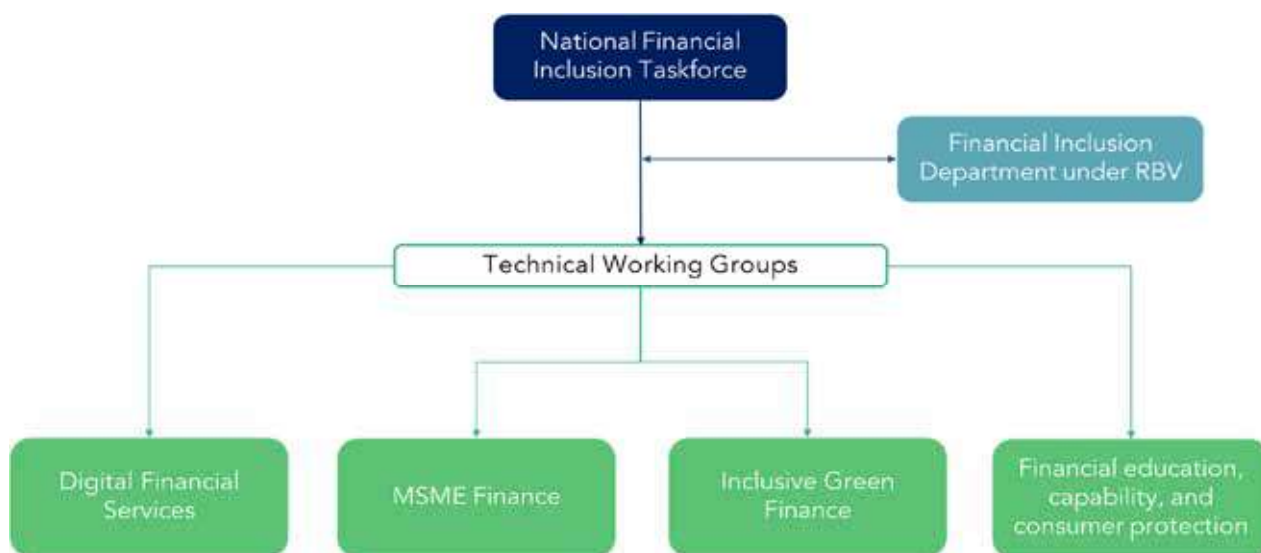 National Financial
Inclusion Taskforce
Financial Inclusion
Department under RBV
Technical Working Groups
Digital Financial
Services
MSME Finance
Inclusive Green
Finance
Financial education,
capability, and
consumer protection